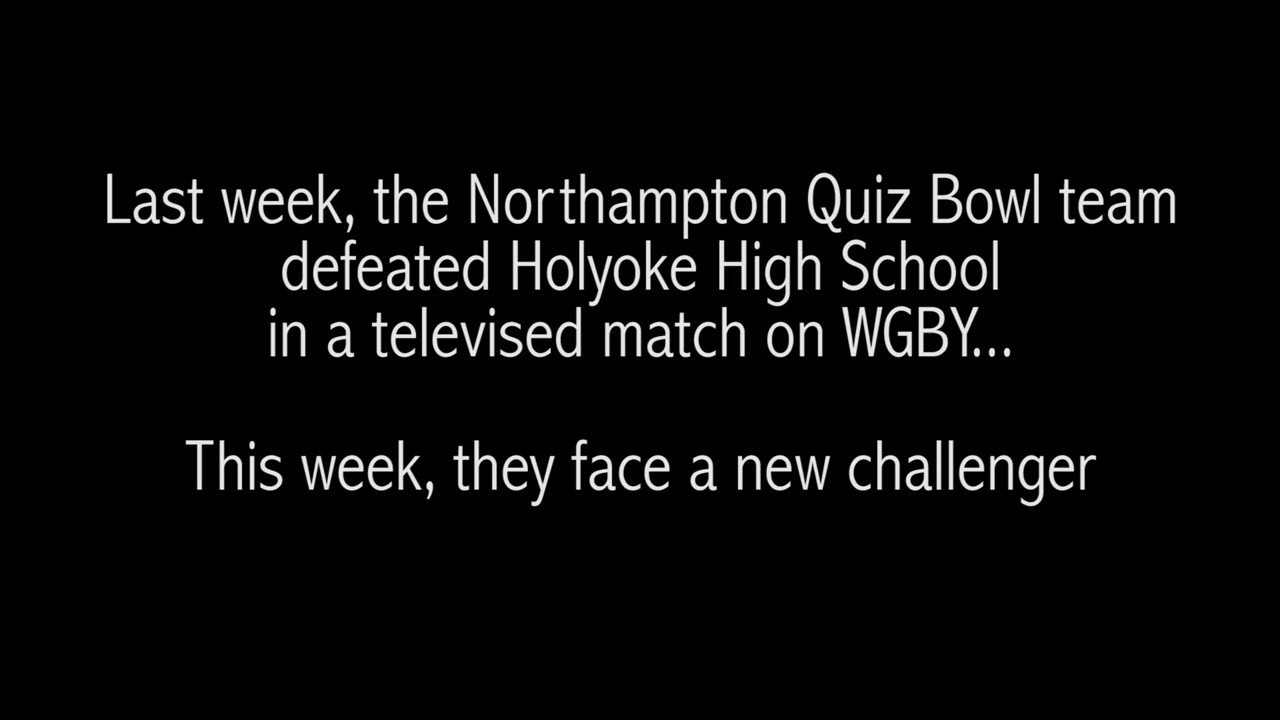 Last week, the Northampton Quiz Bowl team
defeated Holyoke High School
in a televised match on WGBY...
This week, they face a new challenger